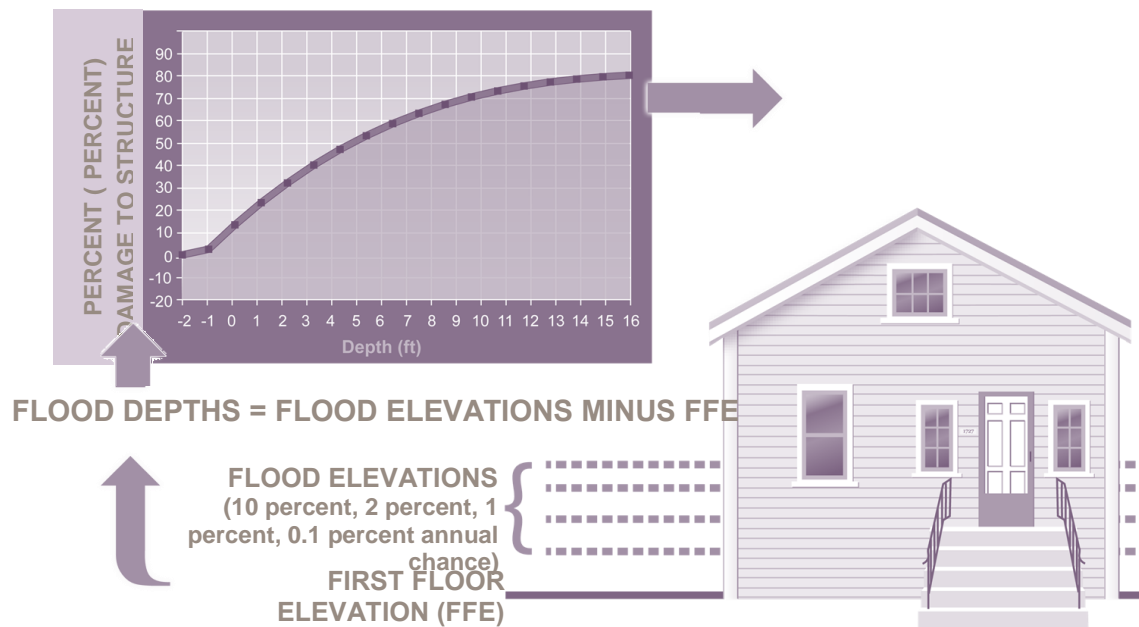 PERCENT ( PERCENT)
DAMAGE TO STRUCTURE
90
80
70
60
50
40
30
20
10
0
-10
-20
-2 -1 0 1 2 3 4 5 6 7 8 9 10 11 12 13 14 15 16
Depth (ft)
FLOOD DEPTHS = FLOOD ELEVATIONS MINUS FFE
FLOOD ELEVATIONS
(10 percent, 2 percent, 1
percent, 0.1 percent annual
chance)
FIRST FLOOR
ELEVATION (FFE)